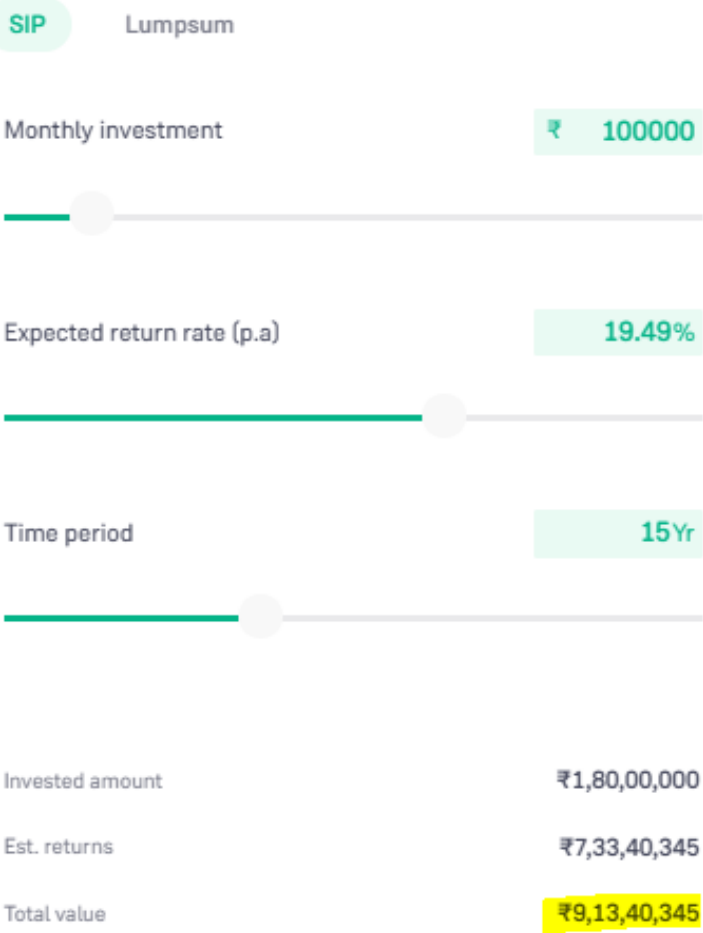 SIP Lumpsum
Monthly investment ₹ 100000
Expected return rate (p.a) 19.49%
Time period 15Yr
Invested amount ₹1,80,00,000
Est. returns ₹7,33,40,345
Total value ₹9,13,40,345